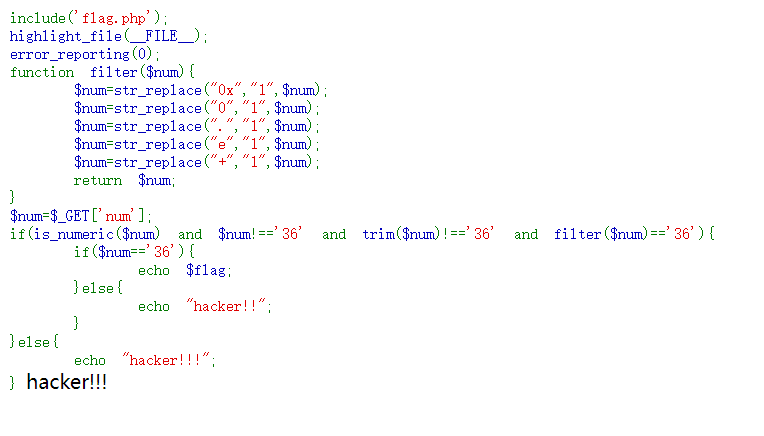 include('flag.php');
highlight_file(__FILE__);
error_reporting(0);
function filter($num){
$num=str_replace("0x","1",$num);
$num=str_replace("0","1",$num);
$num=str_replace(".","1",$num);
$num=str_replace("e","1",$num);
$num=str_replace("+","1",$num);
return $num;
}
$num=$_GET['num'];
if(is_numeric($num) and $num!=='36' and trim($num)!=='36' and filter($num)=='36'){
if($num=='36'){
echo $flag;
}else{
echo "hacker!!";
}
}else{
echo "hacker!!!";
} hacker!!!